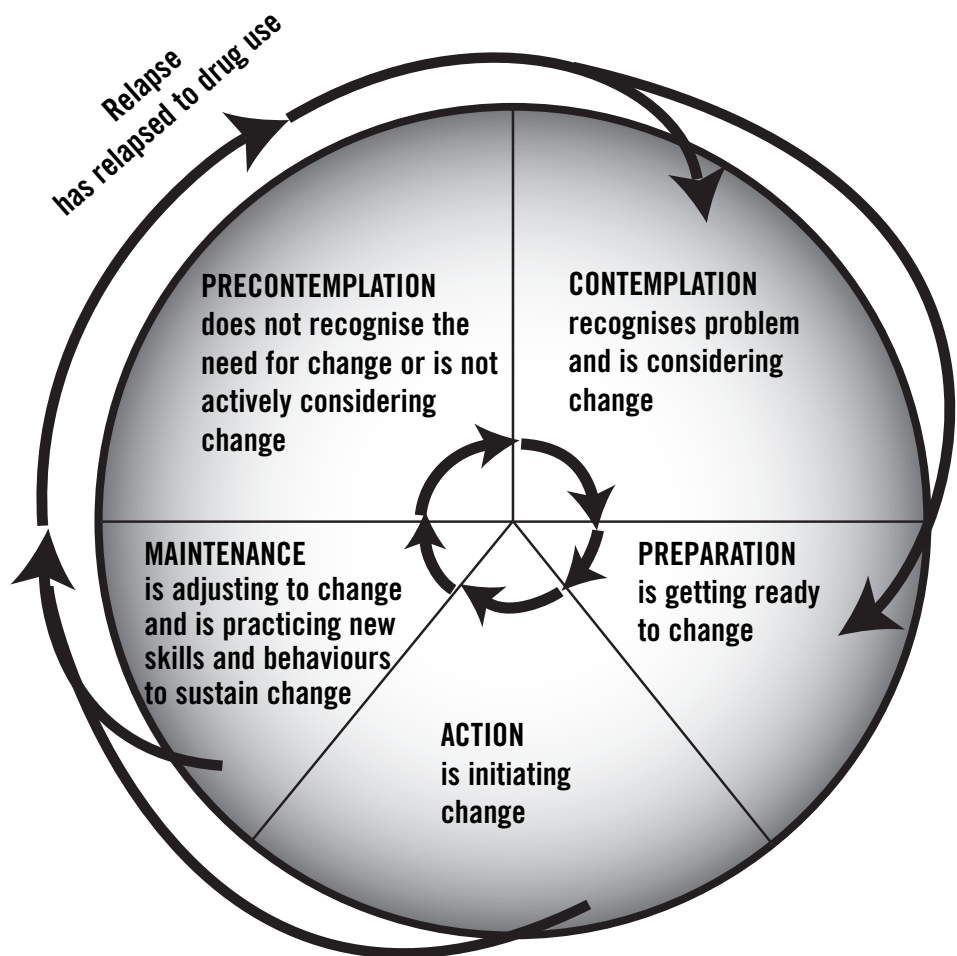 Relapse
has relapsed to drug use
PRECONTEMPLATION
does not recognise the
need for change or is not
actively considering
change
CONTEMPLATION
recognises problem
and is considering
change
MAINTENANCE
is adjusting to change
and is practicing new
skills and behaviours
to sustain change
PREPARATION
is getting ready
to change
ACTION
is initiating
change